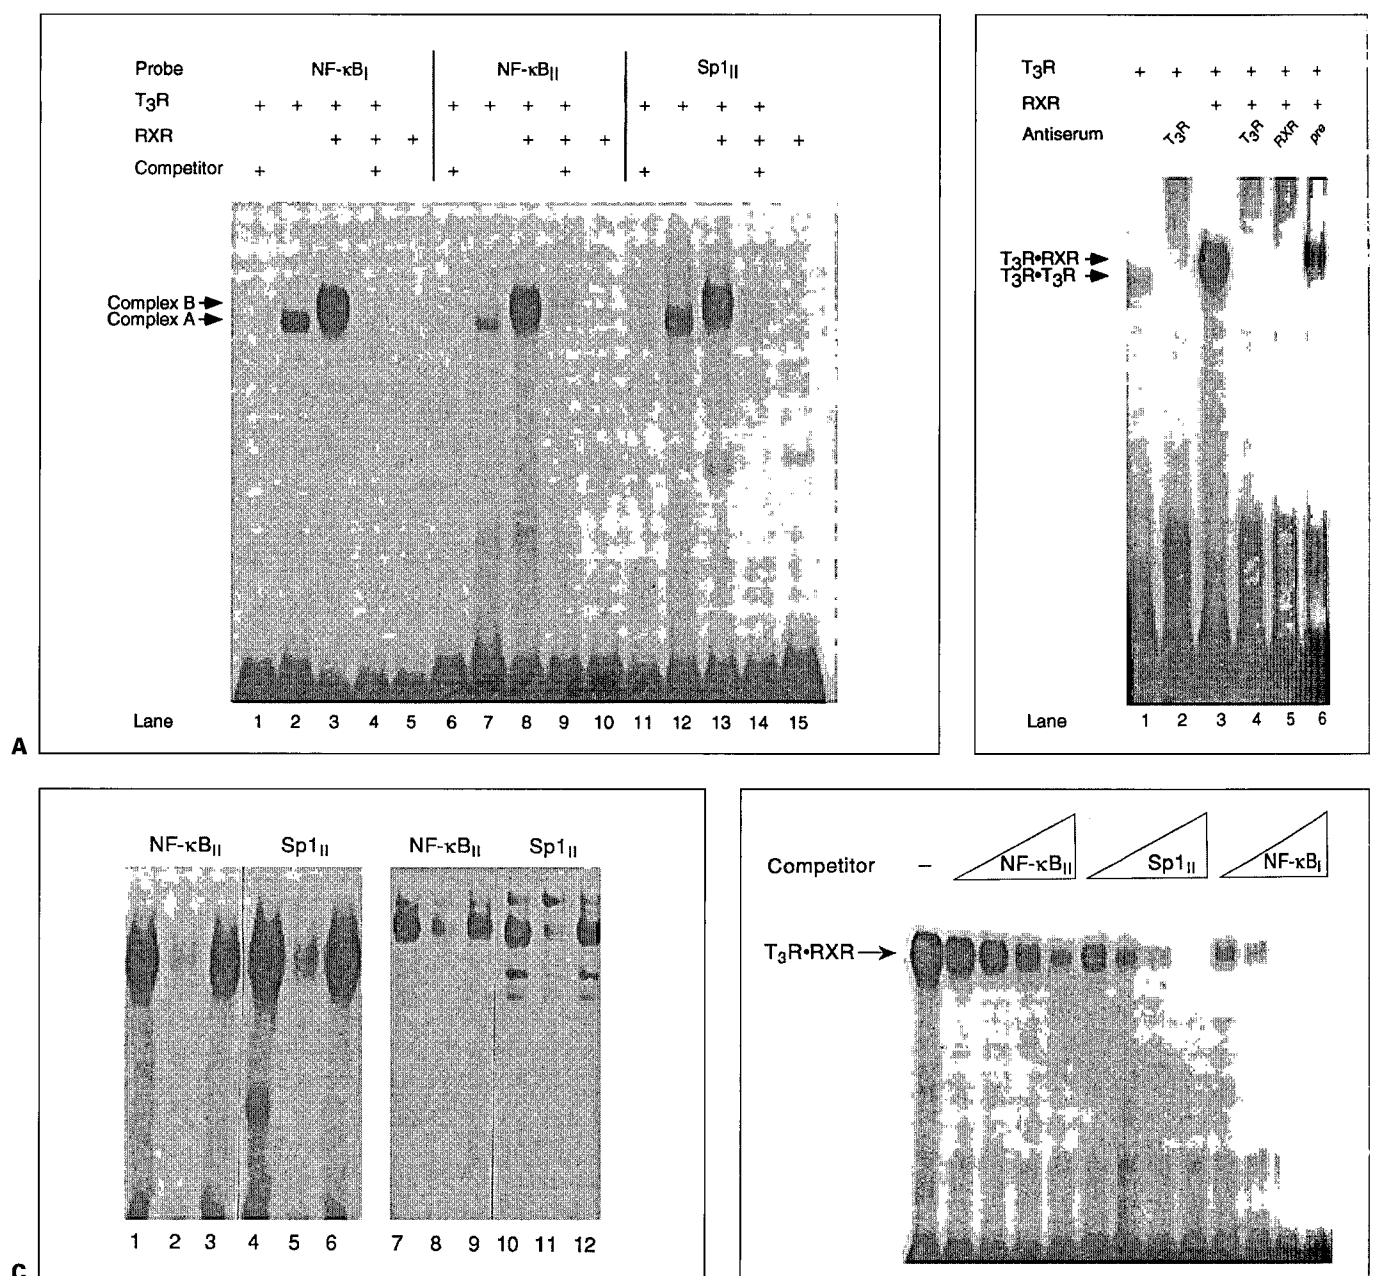 Probe NF-κBI NF-κBII Sp1II
T3R + + + + + + + + + + + +
RXR + + + + + + + + +
Competitor + + + + + +
Complex B
Complex A
Lane 1 2 3 4 5 6 7 8 9 10 11 12 13 14 15
A
T3R + + + + + +
RXR + + + +
Antiserum T3R T3R RXR pre
T3R•RXR
T3R•T3R
Lane 1 2 3 4 5 6
NF-κBII Sp1II NF-κBII Sp1II
1 2 3 4 5 6 7 8 9 10 11 12
C
Competitor – NF-κBII Sp1II NF-κBI
T3R•RXR